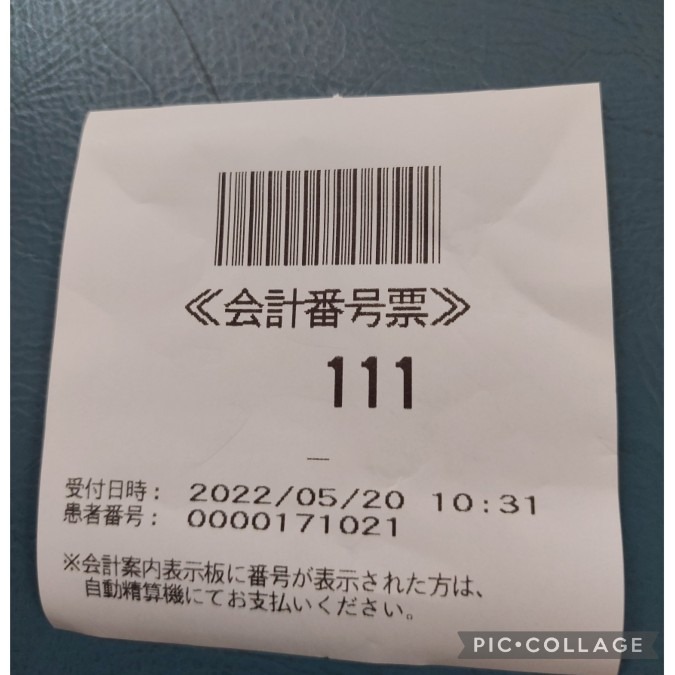 ≪会計番号票≫
111
—
受付日時： 2022/05/20 10:31
患者番号： 0000171021
※会計案内表示板に番号が表示された方は、
自動精算機にてお支払いください。
PIC•COLLAGE